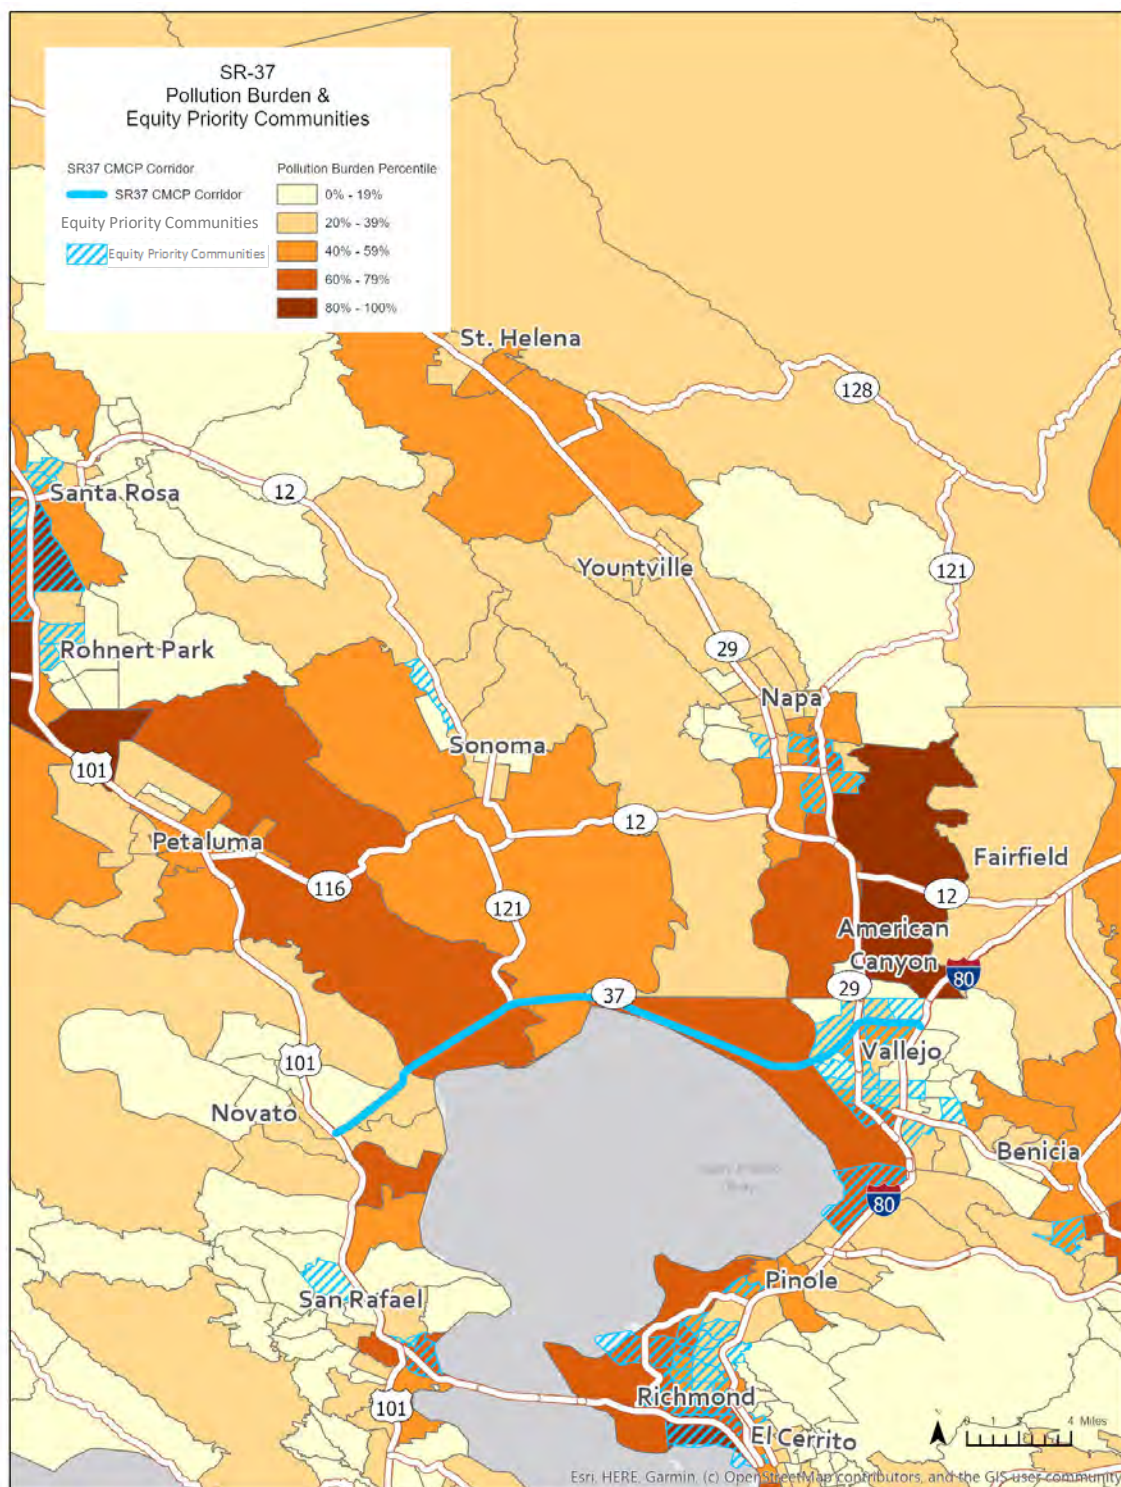 SR-37
Pollution Burden &
Equity Priority Communities
SR37 CMCP Corridor
SR37 CMCP Corridor
Equity Priority Communities
Equity Priority Communities
Pollution Burden Percentile
0% - 19%
20% - 39%
40% - 59%
60% - 79%
80% - 100%
St. Helena
128
12
Santa Rosa
Yountville
121
29
Rohnert Park
Napa
Sonoma
101
12
Petaluma
Fairfield
116
12
121
American
Canyon
80
29
37
Vallejo
101
Novato
Benicia
80
Pinole
San Rafael
Richmond
101
El Cerrito
0 1 2 4 Miles
Esri, HERE, Garmin, (c) OpenStreetMap contributors, and the GIS user community